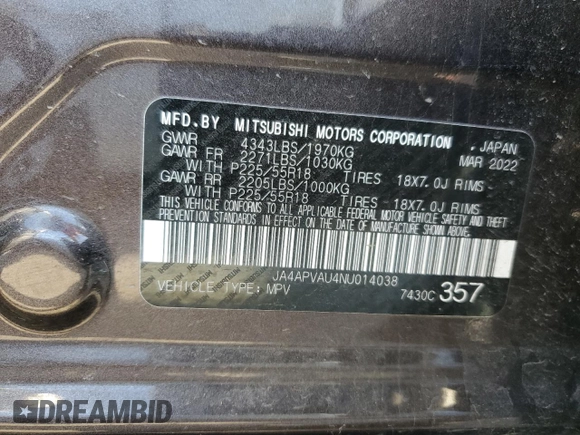 MFD.BY MITSUBISHI MOTORS CORPORATION , JAPAN
GVWR 4343LBS/1970KG MAR 2022
GAWR FR 2271LBS/1030KG
WITH P225/55R18 TIRES 18X7.0J RIMS
GAWR RR 2205LBS/1000KG
WITH P225/55R18 TIRES 18X7.0J RIMS
THIS VEHICLE CONFORMS TO ALL APPLICABLE FEDERAL MOTOR VEHICLE SAFETY AND THEFT
PREVENTION STANDARDS IN EFFECT ON THE DATE OF MANUFACTURE SHOWN ABOVE.
JA4APVAU4NU014038
VEHICLE TYPE: MPV 7430C 357
DREAMBID